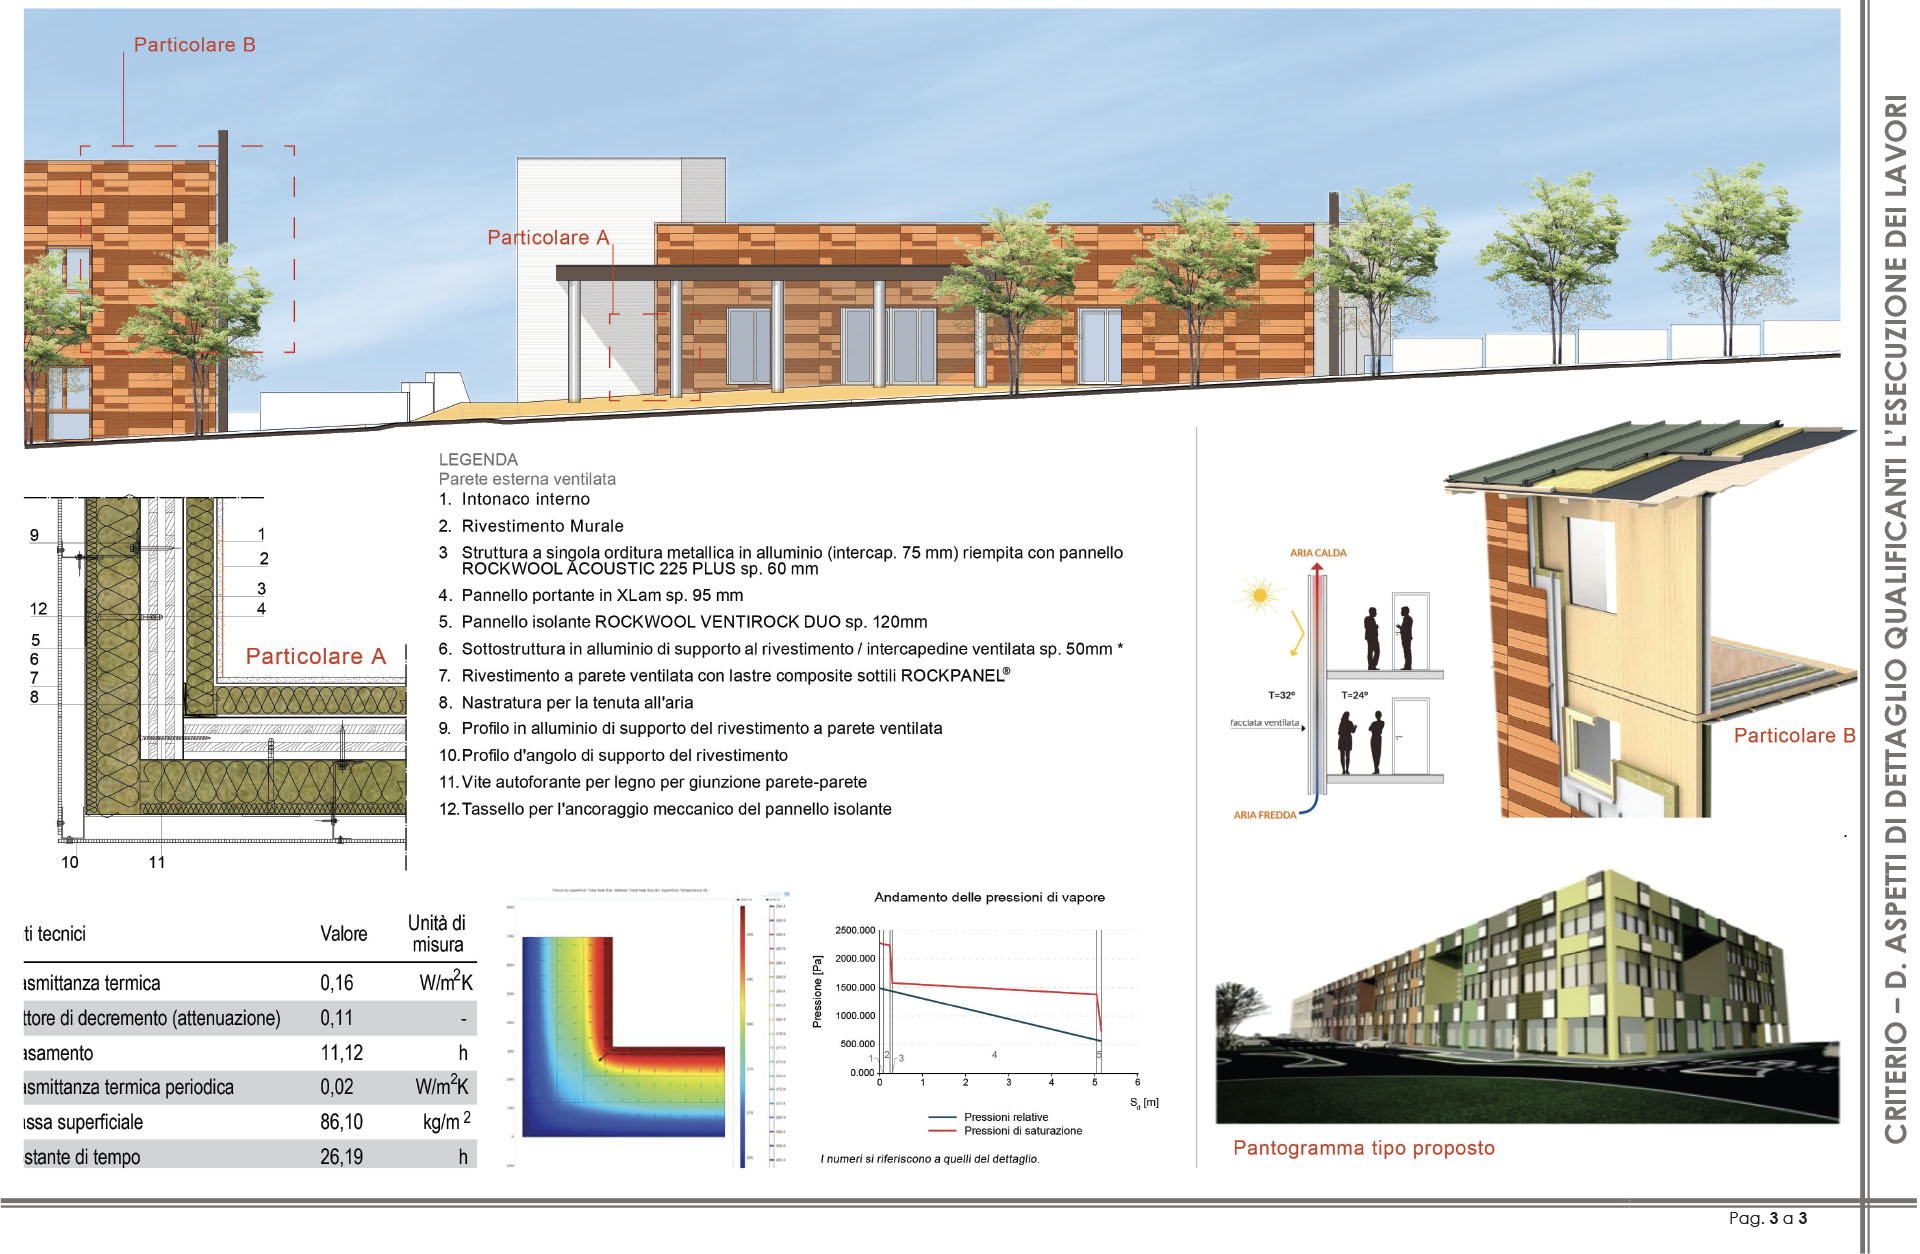 Particolare B
Particolare A
LEGENDA
Parete esterna ventilata
1. Intonaco interno
2. Rivestimento Murale
3 Struttura a singola orditura metallica in alluminio (intercap. 75 mm) riempita con pannello
ROCKWOOL ACOUSTIC 225 PLUS sp. 60 mm
4. Pannello portante in XLam sp. 95 mm
5. Pannello isolante ROCKWOOL VENTIROCK DUO sp. 120mm
6. Sottostruttura in alluminio di supporto al rivestimento / intercapedine ventilata sp. 50mm *
7. Rivestimento a parete ventilata con lastre composite sottili ROCKPANEL®
8. Nastratura per la tenuta all'aria
9. Profilo in alluminio di supporto del rivestimento a parete ventilata
10. Profilo d'angolo di supporto del rivestimento
11. Vite autoforante per legno per giunzione parete-parete
12. Tassello per l'ancoraggio meccanico del pannello isolante
9
12
5
6
7
8
1
2
3
4
Particolare A
10
11
ARIA CALDA
T=32°
T=24°
facciata ventilata
ARIA FREDDA
Particolare B
ti tecnici Valore Unità di misura
asmittanza termica 0,16 W/m²K
ttore di decremento (attenuazione) 0,11 -
asamento 11,12 h
asmittanza termica periodica 0,02 W/m²K
ssa superficiale 86,10 kg/m²
stante di tempo 26,19 h
Andamento delle pressioni di vapore
Pressione [Pa]
2500.000
2000.000
1500.000
1000.000
500.000
0.000
1 2 3 4 5
0 1 2 3 4 5 6
Sd [m]
Pressioni relative
Pressioni di saturazione
I numeri si riferiscono a quelli del dettaglio.
Pantogramma tipo proposto
CRITERIO – D. ASPETTI DI DETTAGLIO QUALIFICANTI L'ESECUZIONE DEI LAVORI
Pag. 3 a 3